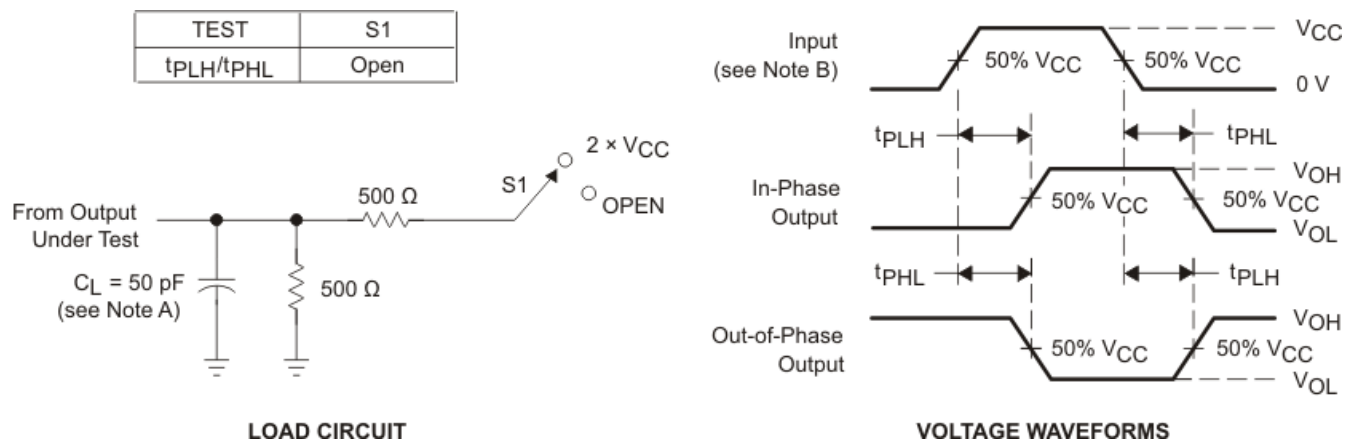 TEST S1
tPLH/tPHL Open
2 × VCC
S1
OPEN
500 Ω
From Output
Under Test
CL = 50 pF
(see Note A)
500 Ω
LOAD CIRCUIT
Input
(see Note B)
50% VCC
50% VCC
VCC
0 V
tPLH
tPHL
In-Phase
Output
50% VCC
50% VCC
VOH
VOL
tPHL
tPLH
Out-of-Phase
Output
50% VCC
50% VCC
VOH
VOL
VOLTAGE WAVEFORMS